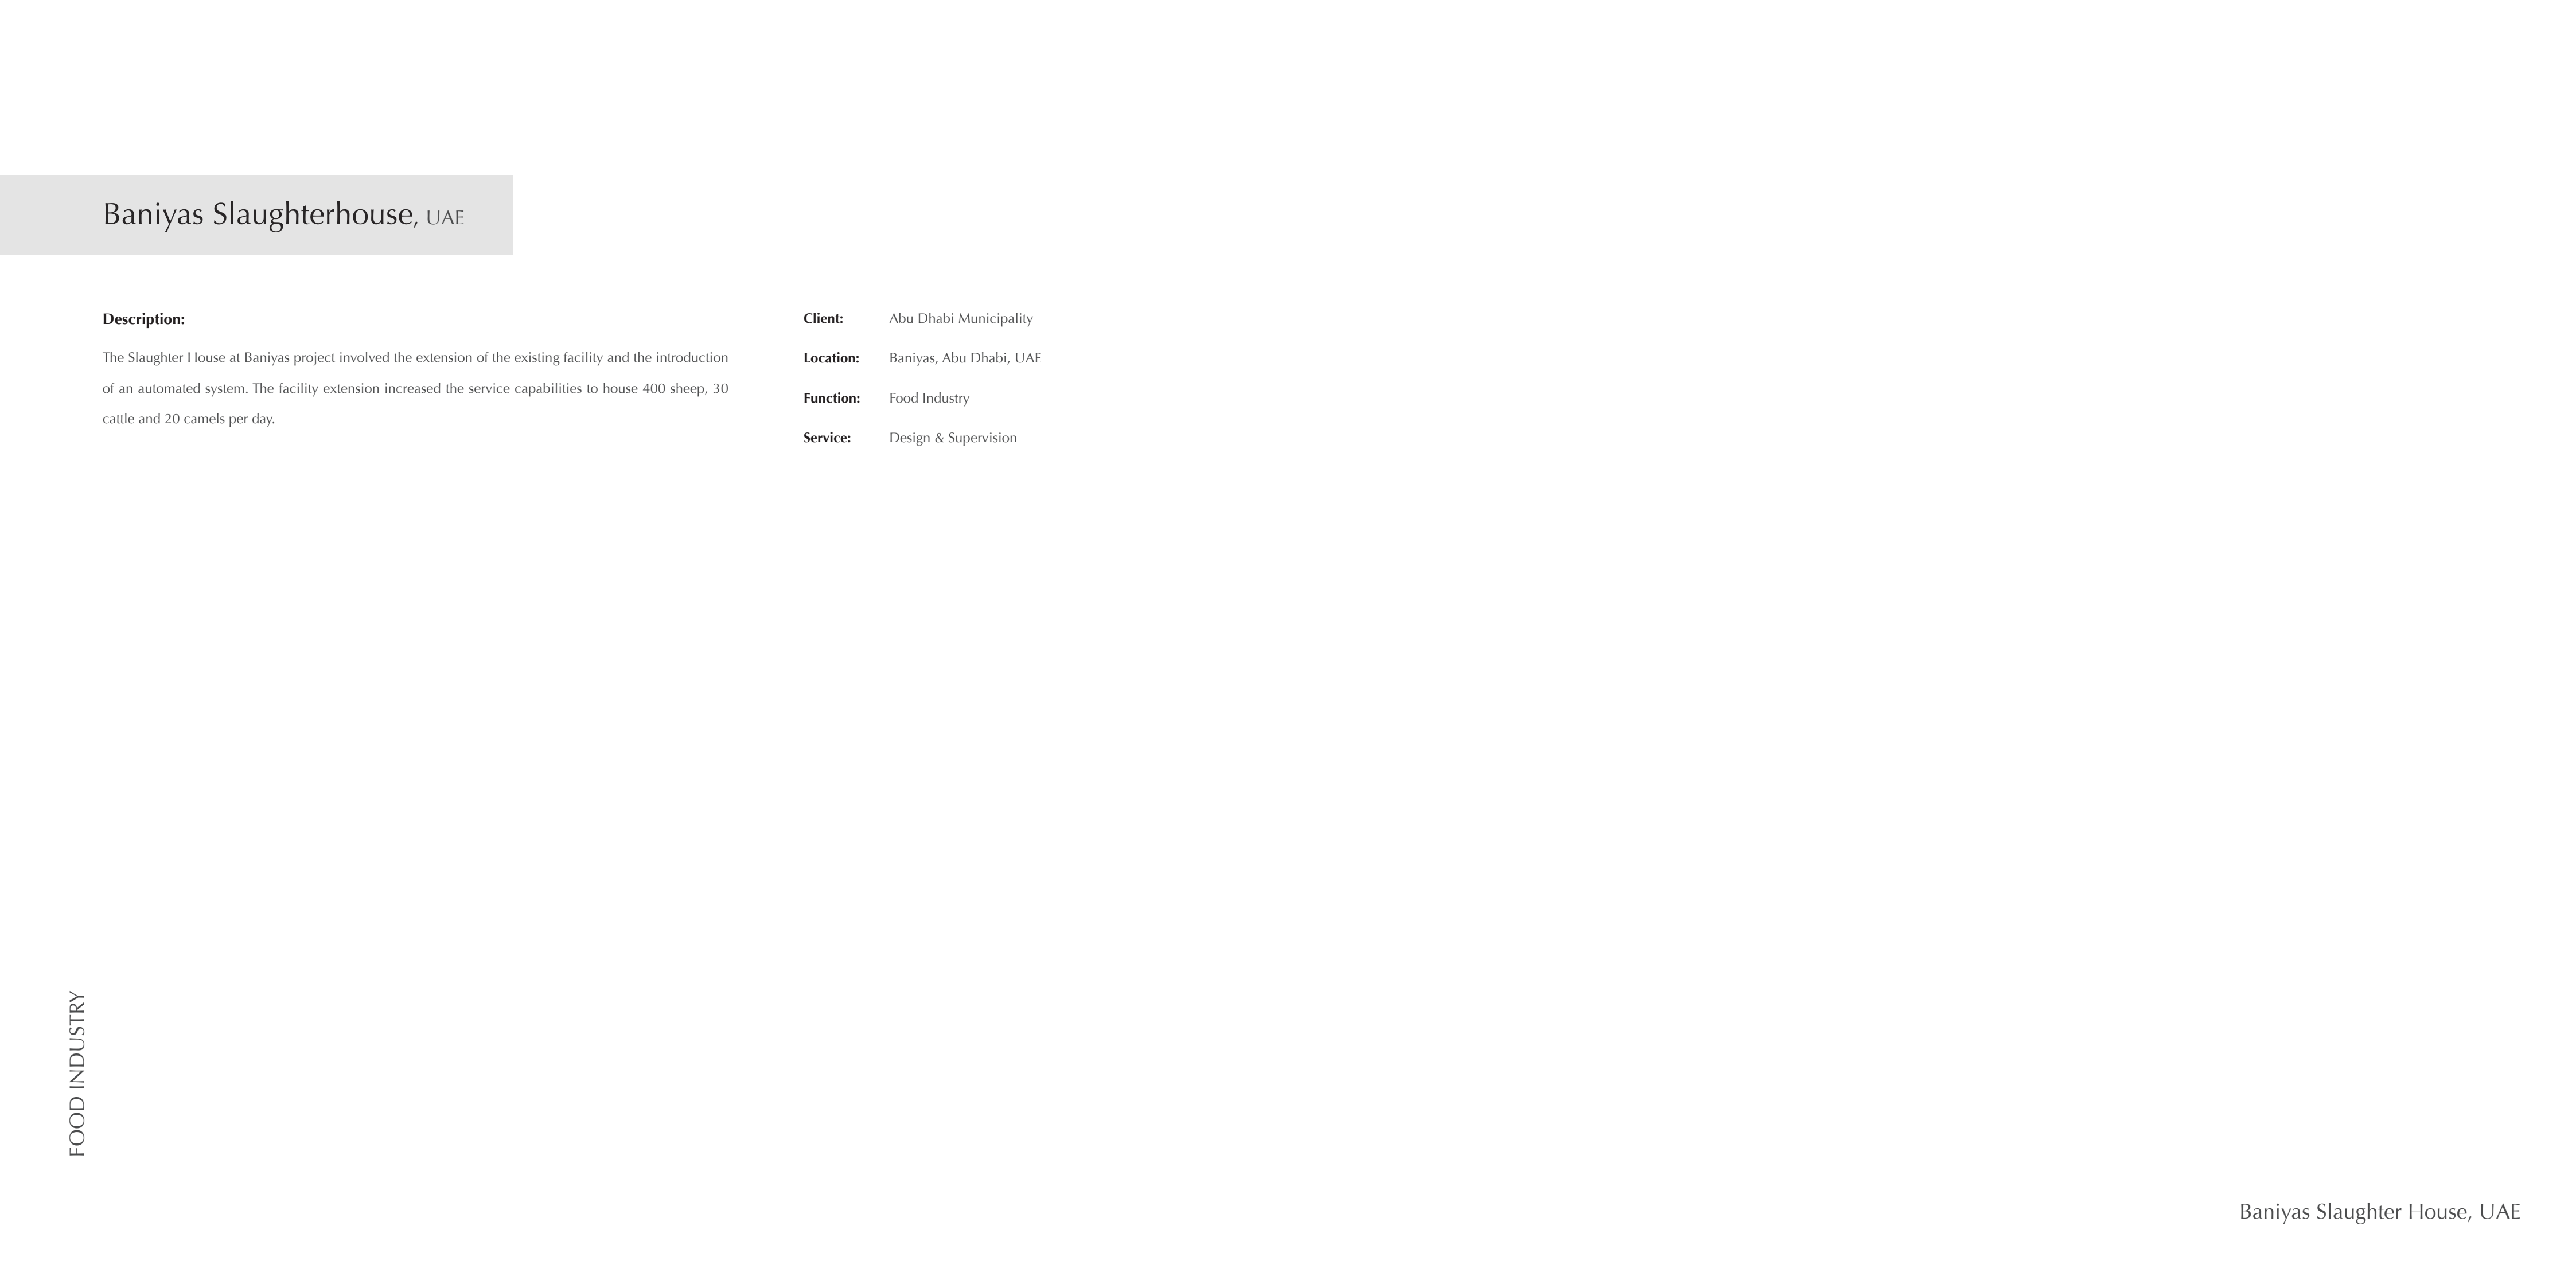 Baniyas Slaughterhouse, UAE
Description:
The Slaughter House at Baniyas project involved the extension of the existing facility and the introduction
of an automated system. The facility extension increased the service capabilities to house 400 sheep, 30
cattle and 20 camels per day.
Client: Abu Dhabi Municipality
Location: Baniyas, Abu Dhabi, UAE
Function: Food Industry
Service: Design & Supervision
FOOD INDUSTRY
Baniyas Slaughter House, UAE